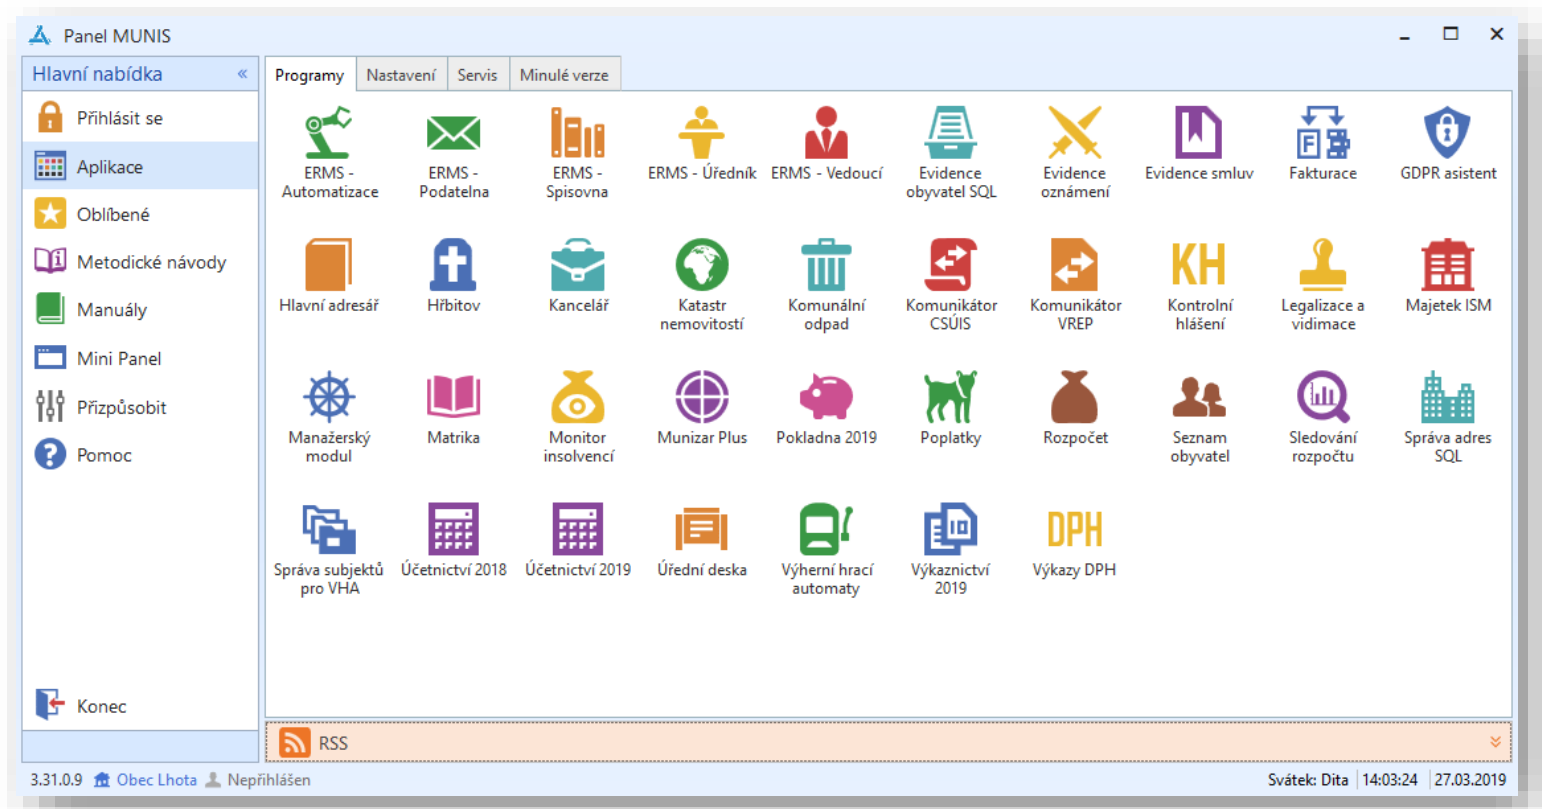 Panel MUNIS
Hlavní nabídka
Přihlásit se
Aplikace
Oblíbené
Metodické návody
Manuály
Mini Panel
Přizpůsobit
Pomoc
Konec
Programy Nastavení Servis Minulé verze
ERMS - Automatizace
ERMS - Podatelna
ERMS - Spisovna
ERMS - Úředník
ERMS - Vedoucí
Evidence obyvatel SQL
Evidence oznámení
Evidence smluv
F
Fakturace
GDPR asistent
Hlavní adresář
Hřbitov
Kancelář
Katastr nemovitostí
Komunální odpad
Komunikátor CSÚIS
Komunikátor VREP
KH
Kontrolní hlášení
Legalizace a vidimace
Majetek ISM
Manažerský modul
Matrika
Monitor insolvencí
Munizar Plus
Pokladna 2019
Poplatky
Rozpočet
Seznam obyvatel
Sledování rozpočtu
Správa adres SQL
Správa subjektů pro VHA
Účetnictví 2018
Účetnictví 2019
Úřední deska
Výherní hrací automaty
Výkaznictví 2019
DPH
Výkazy DPH
RSS
3.31.0.9 Obec Lhota Nepřihlášen
Svátek: Dita 14:03:24 27.03.2019